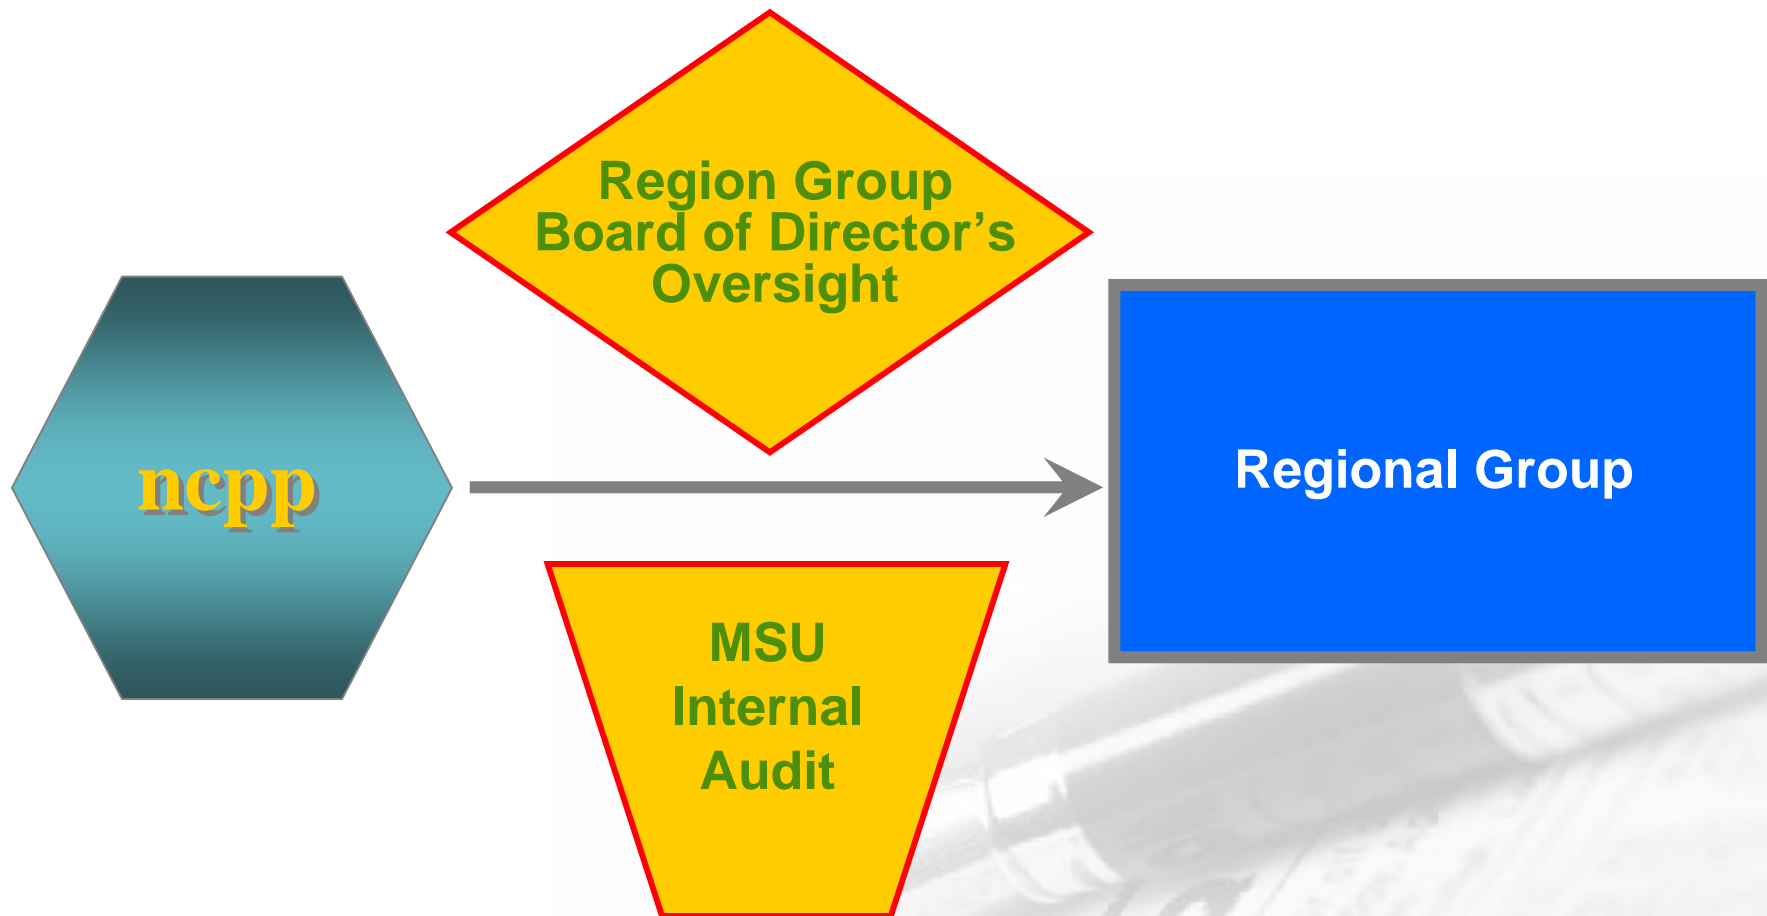 Region Group
Board of Director’s
Oversight
ncpp
Regional Group
MSU
Internal
Audit